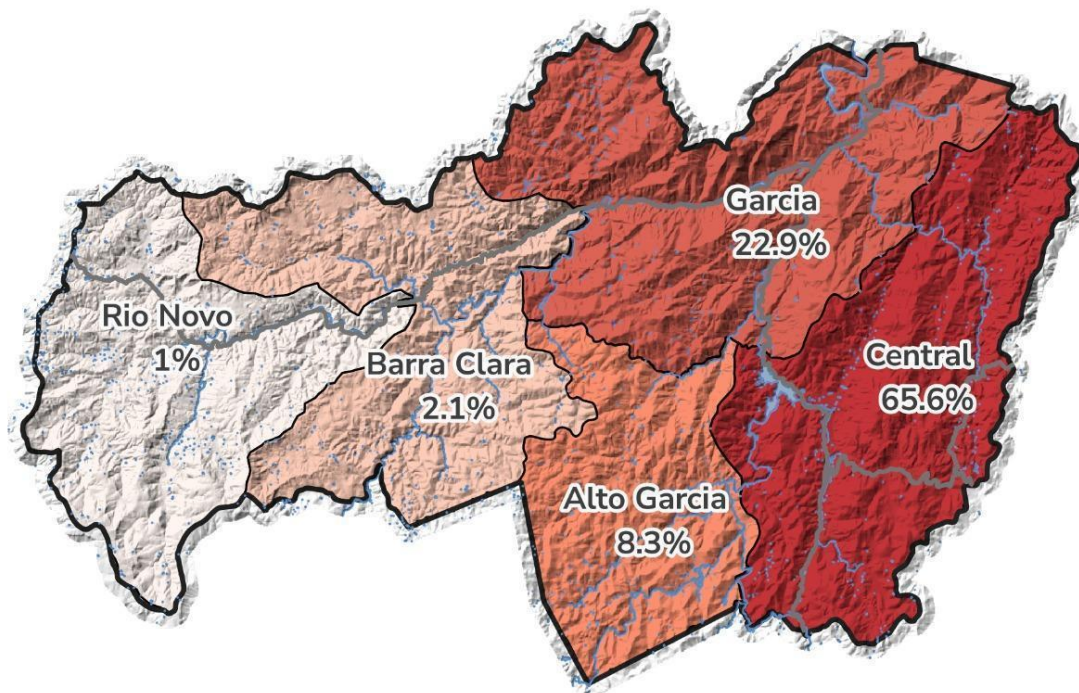 Garcia
22.9%
Rio Novo
1%
Barra Clara
2.1%
Central
65.6%
Alto Garcia
8.3%